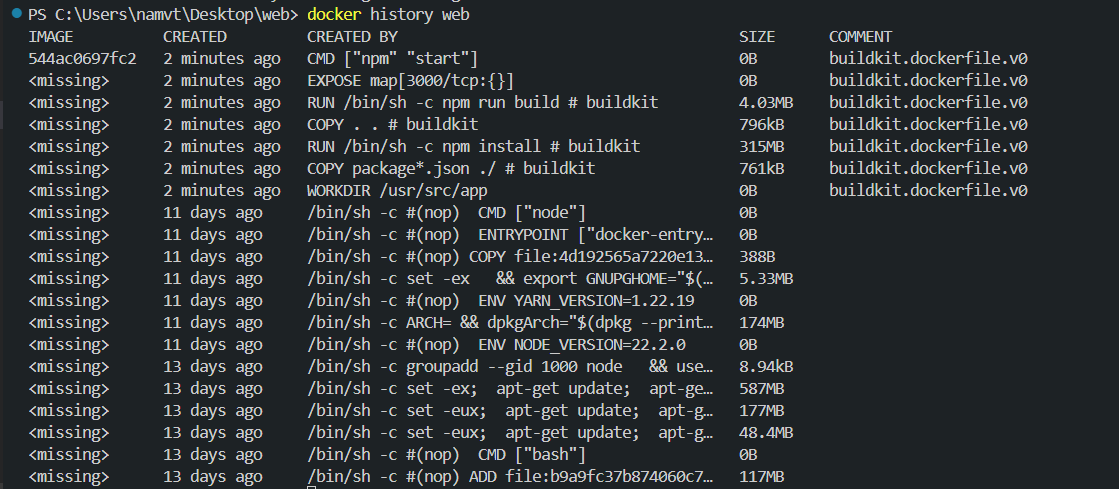 PS C:\Users\namvt\Desktop\web> docker history web
IMAGE CREATED CREATED BY SIZE COMMENT
544ac0697fc2 2 minutes ago CMD ["npm" "start"] 0B buildkit.dockerfile.v0
<missing> 2 minutes ago EXPOSE map[3000/tcp:{}] 0B buildkit.dockerfile.v0
<missing> 2 minutes ago RUN /bin/sh -c npm run build # buildkit 4.03MB buildkit.dockerfile.v0
<missing> 2 minutes ago COPY . . # buildkit 796kB buildkit.dockerfile.v0
<missing> 2 minutes ago RUN /bin/sh -c npm install # buildkit 315MB buildkit.dockerfile.v0
<missing> 2 minutes ago COPY package*.json ./ # buildkit 761kB buildkit.dockerfile.v0
<missing> 2 minutes ago WORKDIR /usr/src/app 0B buildkit.dockerfile.v0
<missing> 11 days ago /bin/sh -c #(nop) CMD ["node"] 0B
<missing> 11 days ago /bin/sh -c #(nop) ENTRYPOINT ["docker-entry… 0B
<missing> 11 days ago /bin/sh -c #(nop) COPY file:4d192565a7220e13… 388B
<missing> 11 days ago /bin/sh -c set -ex && export GNUPGHOME="$(… 5.33MB
<missing> 11 days ago /bin/sh -c #(nop) ENV YARN_VERSION=1.22.19 0B
<missing> 11 days ago /bin/sh -c ARCH= && dpkgArch="$(dpkg --print… 174MB
<missing> 11 days ago /bin/sh -c #(nop) ENV NODE_VERSION=22.2.0 0B
<missing> 13 days ago /bin/sh -c groupadd --gid 1000 node && use… 8.94kB
<missing> 13 days ago /bin/sh -c set -ex; apt-get update; apt-ge… 587MB
<missing> 13 days ago /bin/sh -c set -eux; apt-get update; apt-g… 177MB
<missing> 13 days ago /bin/sh -c set -eux; apt-get update; apt-g… 48.4MB
<missing> 13 days ago /bin/sh -c #(nop) CMD ["bash"] 0B
<missing> 13 days ago /bin/sh -c #(nop) ADD file:b9a9fc37b874060c7… 117MB